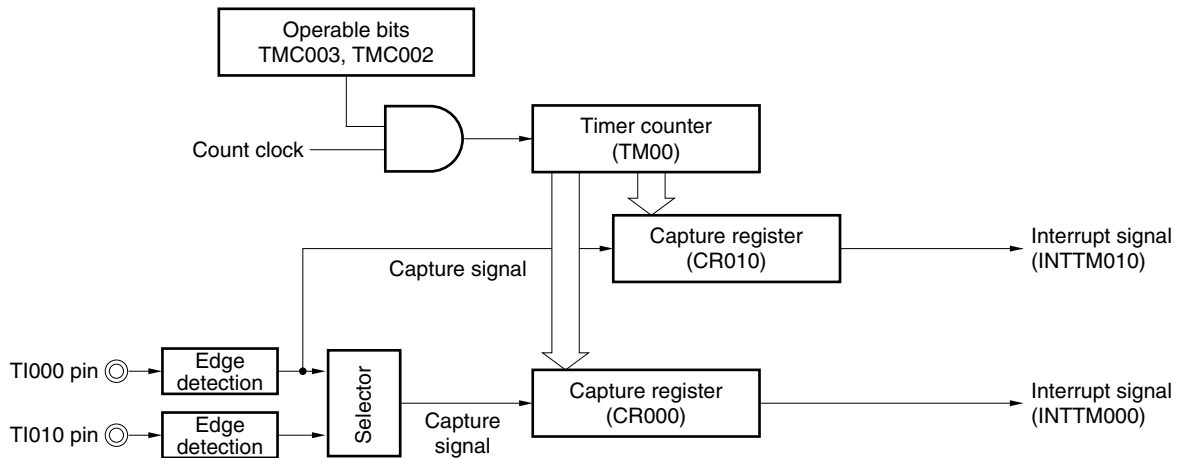 Operable bits
TMC003, TMC002
Count clock
Timer counter
(TM00)
Capture register
(CR010)
Interrupt signal
(INTTM010)
Capture signal
TI000 pin
Edge
detection
Selector
Capture register
(CR000)
Interrupt signal
(INTTM000)
TI010 pin
Edge
detection
Capture
signal